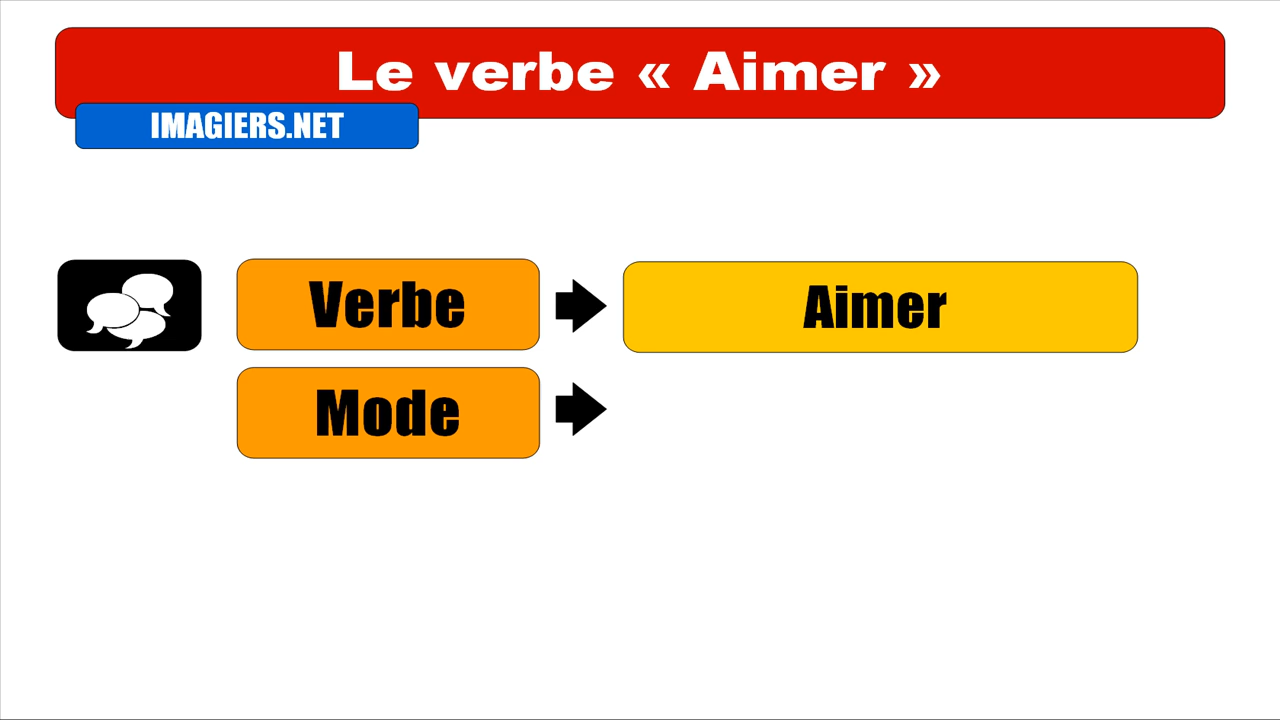 Le verbe « Aimer »
IMAGIERS.NET
Verbe
Aimer
Mode